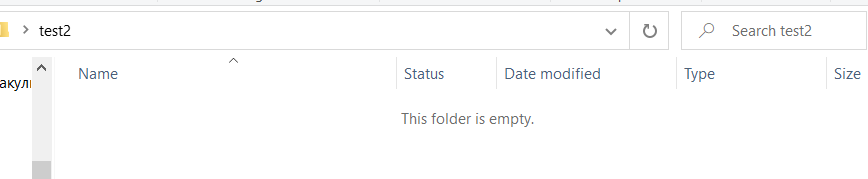 test2
Search test2
Name Status Date modified Type Size
This folder is empty.